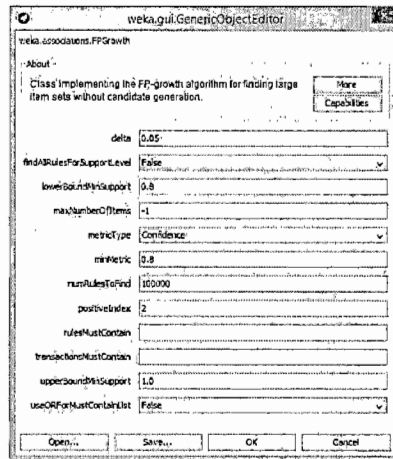 weka.gui.GenericObjectEditor
weka.associations.FPGrowth
About
Class implementing the FP-growth algorithm for finding large
item sets without candidate generation.
More
Capabilities
delta 0.05
findAllRulesForSupportLevel False
lowerBoundMinSupport 0.8
maxNumberOfItems -1
metricType Confidence
minMetric 0.8
numRulesToFind 100000
positiveIndex 2
rulesMustContain
transactionsMustContain
upperBoundMinSupport 1.0
useORForMustContainList False
Open... Save... OK Cancel